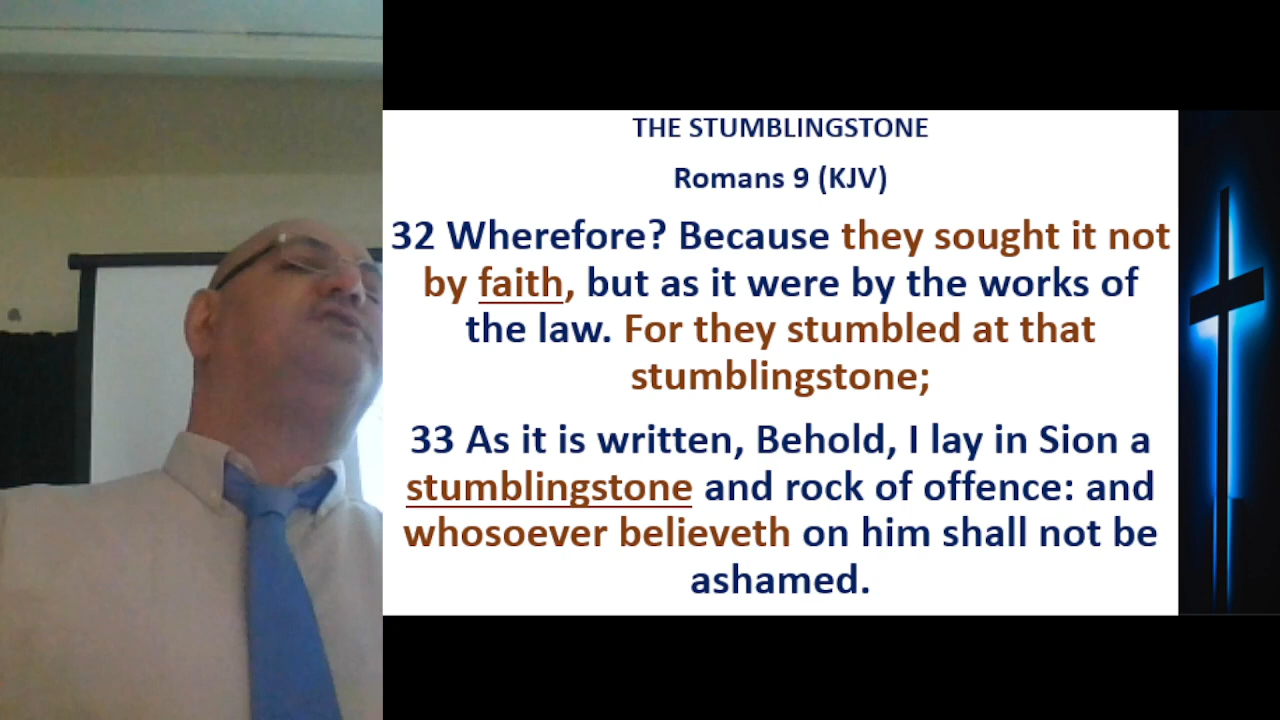 THE STUMBLINGSTONE
Romans 9 (KJV)
32 Wherefore? Because they sought it not
by faith, but as it were by the works of
the law. For they stumbled at that
stumblingstone;
33 As it is written, Behold, I lay in Sion a
stumblingstone and rock of offence: and
whosoever believeth on him shall not be
ashamed.